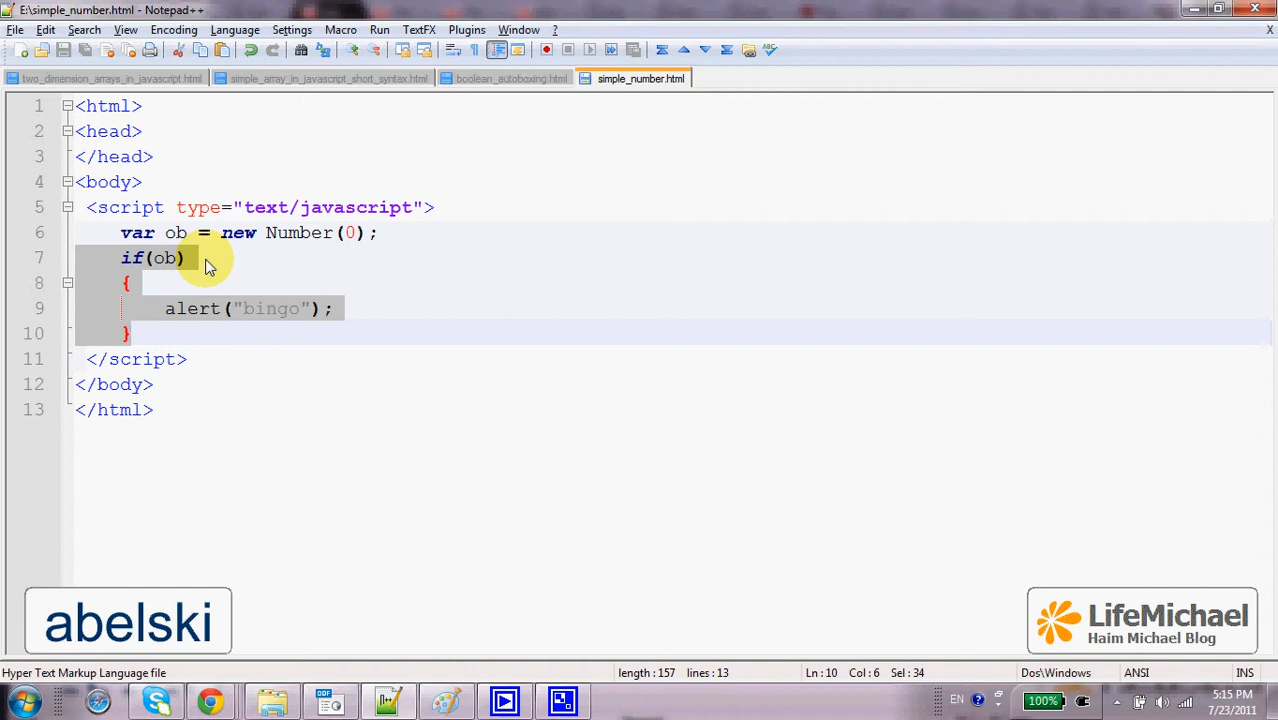 E:\simple_number.html - Notepad++
File Edit Search View Encoding Language Settings Macro Run TextFX Plugins Window ? X
two_dimension_arrays_in_javascript.html simple_array_in_javascript_short_syntax.html boolean_autoboxing.html simple_number.html
1 <html>
2 <head>
3 </head>
4 <body>
5 <script type="text/javascript">
6 var ob = new Number(0);
7 if(ob)
8 {
9 alert("bingo");
10 }
11 </script>
12 </body>
13 </html>
abelski
LifeMichael
Haim Michael Blog
Hyper Text Markup Language file length : 157 lines : 13 Ln : 10 Col : 6 Sel : 34 Dos\Windows ANSI INS
EN 100% 5:15 PM
7/23/2011